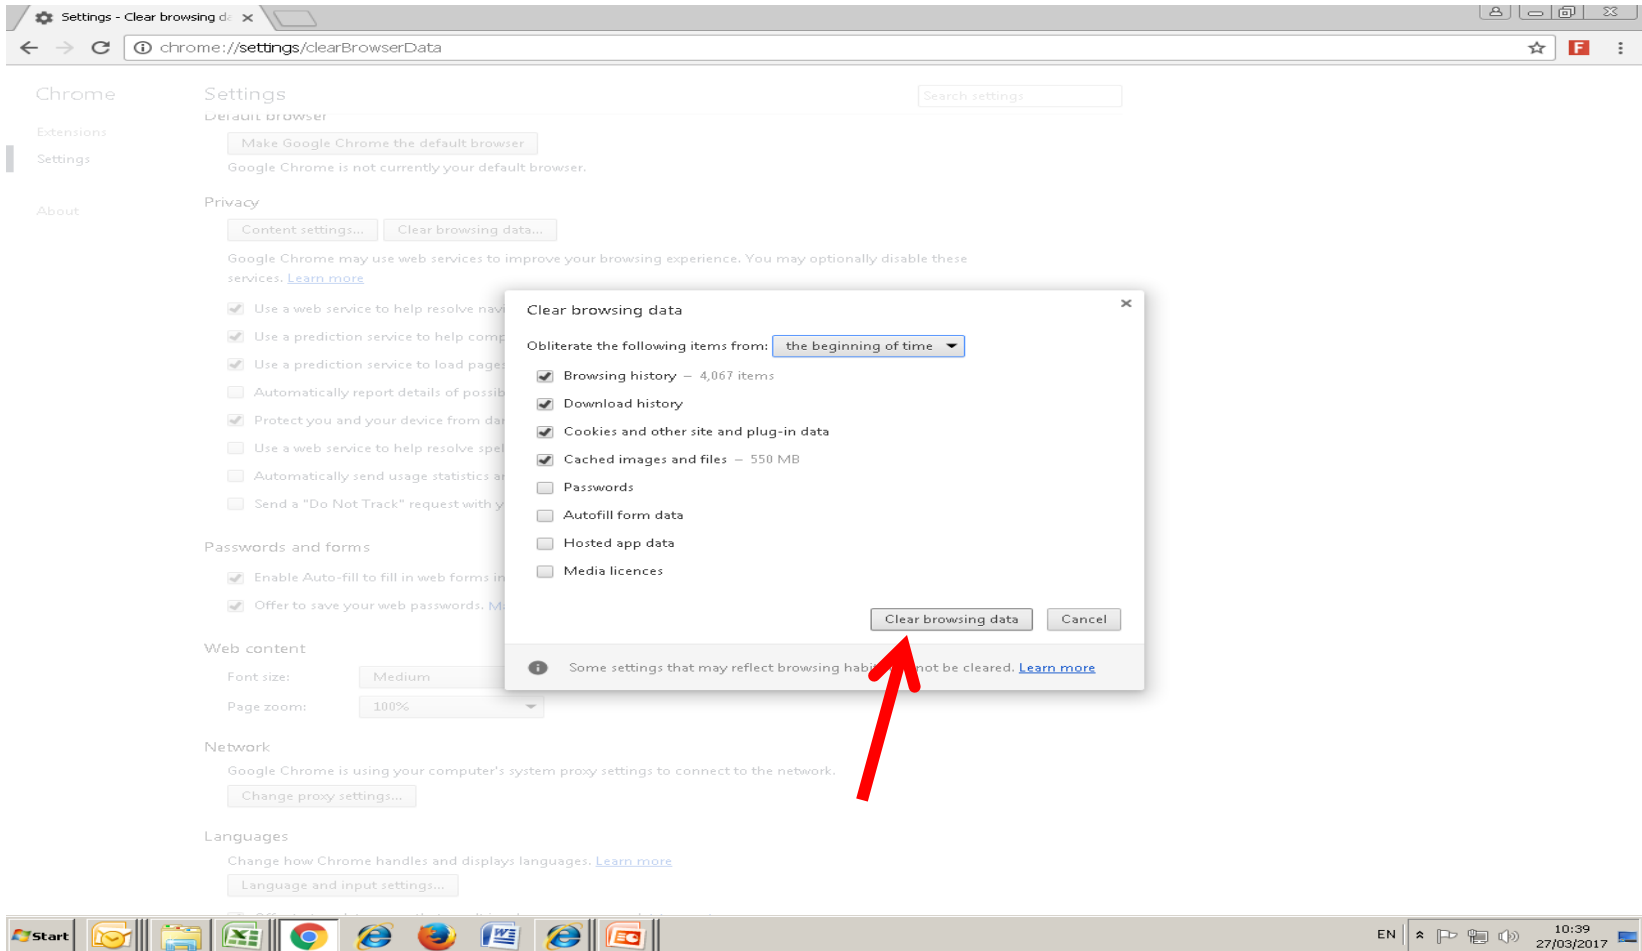 Settings - Clear browsing da
chrome://settings/clearBrowserData
F
Chrome
Settings
Search settings
Extensions
Settings
About
Default browser
Make Google Chrome the default browser
Google Chrome is not currently your default browser.
Privacy
Content settings...
Clear browsing data...
Google Chrome may use web services to improve your browsing experience. You may optionally disable these
services. Learn more
Use a web service to help resolve navi
Use a prediction service to help comp
Use a prediction service to load pages
Automatically report details of possib
Protect you and your device from dan
Use a web service to help resolve spel
Automatically send usage statistics a
Send a "Do Not Track" request with y
Passwords and forms
Enable Auto-fill to fill in web forms in
Offer to save your web passwords. M
Web content
Font size: Medium
Page zoom: 100%
Network
Google Chrome is using your computer's system proxy settings to connect to the network.
Change proxy settings...
Languages
Change how Chrome handles and displays languages. Learn more
Language and input settings...
Clear browsing data
Obliterate the following items from: the beginning of time
Browsing history – 4,067 items
Download history
Cookies and other site and plug-in data
Cached images and files – 550 MB
Passwords
Autofill form data
Hosted app data
Media licences
Clear browsing data
Cancel
Some settings that may reflect browsing habi not be cleared. Learn more
Start
EN
10:39
27/03/2017